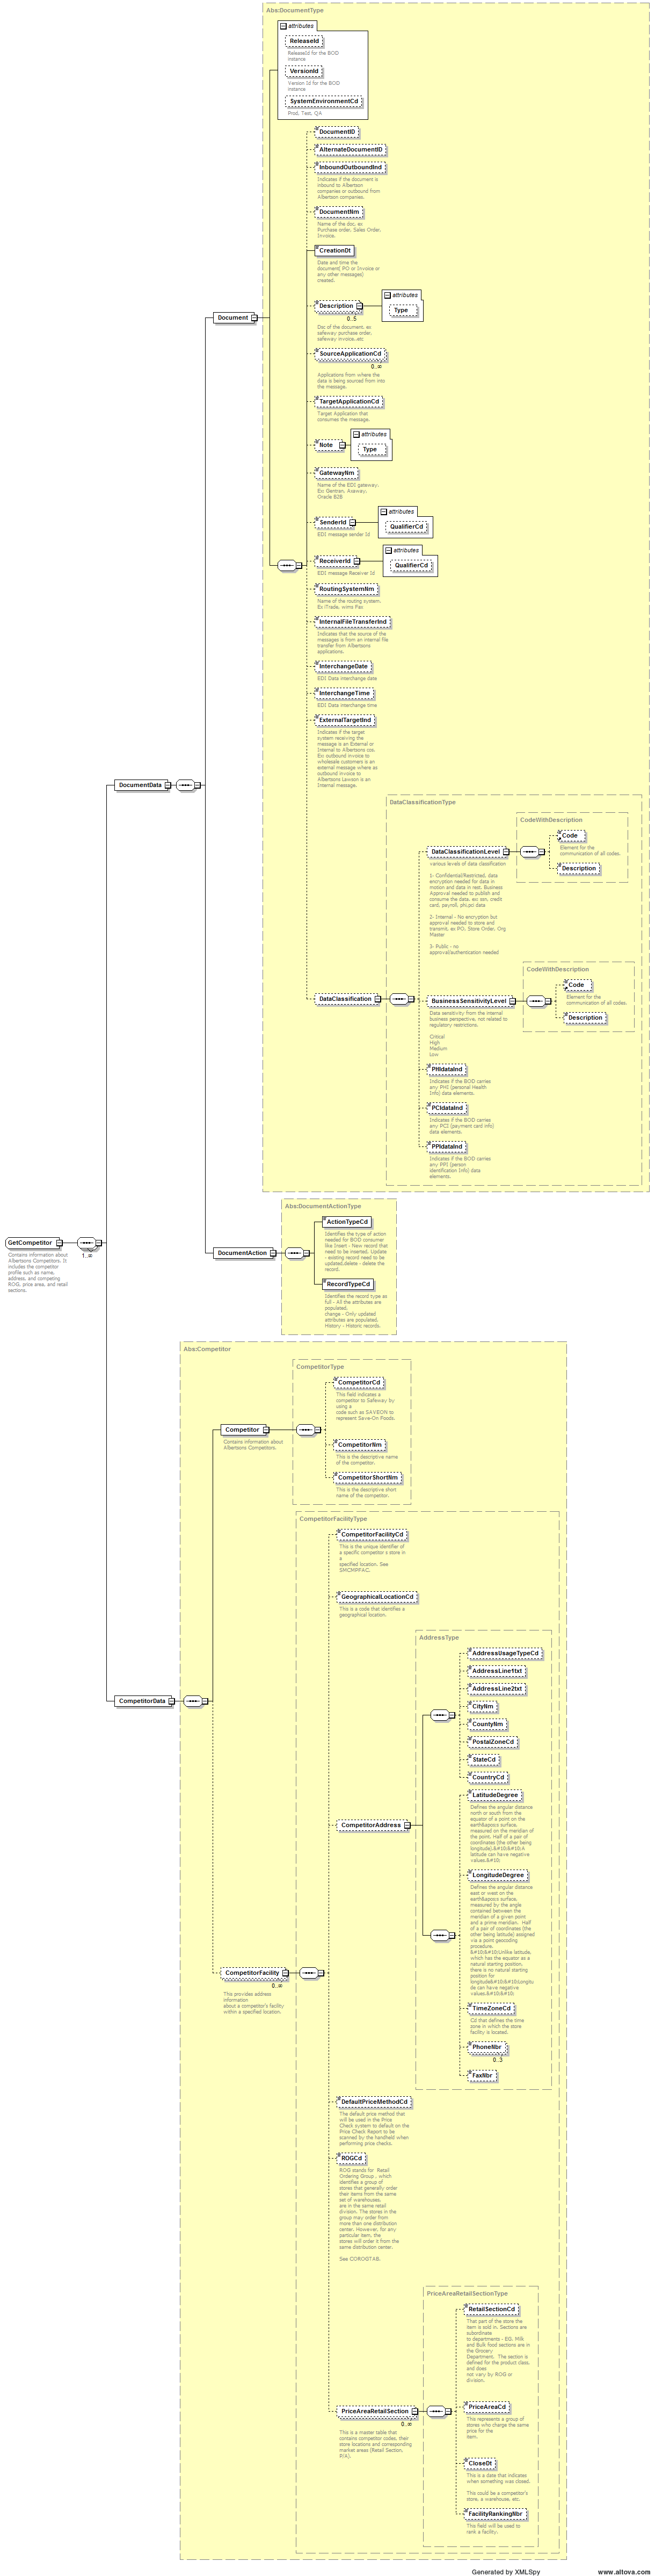 Abs:DocumentType
attributes
ReleaseId
ReleaseId for the BOD
instance
VersionId
Version Id for the BOD
instance
SystemEnvironmentCd
Prod, Test, QA
DocumentID
AlternateDocumentID
InboundOutboundInd
Indicates if the document is
inbound to Albertson
companies or outbound from
Albertson companies.
DocumentNm
Name of the doc, ex
Purchase order, Sales Order,
Invoice.
CreationDt
Date and time the
document( PO or Invoice or
any other messages)
created.
Document
Description
0..5
attributes
Type
Doc of the document. ex
safeway purchase order,
safeway invoice..etc
SourceApplicationCd
0..∞
Applications from where the
data is being sourced from into
the message.
TargetApplicationCd
Target Application that
consumes the message.
Note
attributes
Type
GatewayNm
Name of the EDI gateway.
Ex: Gentran, Axaway.
Oracle B2B
SenderId
attributes
QualifierCd
EDI message sender Id
ReceiverId
attributes
QualifierCd
EDI message Receiver Id
RoutingSystemNm
Name of the routing system.
Ex iTrade, wims Pax
InternalFileTransferInd
Indicates that the source of the
messages is from an internal file
transfer from Albertsons
applications.
InterchangeDate
EDI Data interchange date
InterchangeTime
EDI Data interchange time
ExternalTargetInd
Indicates if the target
system receiving the
message is an External or
Internal to Albertsons cos.
Ex: outbound invoice to
wholesale customers is an
external message where as
outbound invoice to
Albertsons Lawson is an
Internal message.
DocumentData
DataClassificationType
CodeWithDescription
Code
Element for the
communication of all codes.
Description
DataClassificationLevel
various levels of data classification
1- Confidential/Restricted, data
encryption needed for data in
motion and data in rest. Business
Approval needed to publish and
consume the data. ex: ssn, credit
card, payroll, phi,pci data
2- Internal - No encryption but
approval needed to store and
transmit. ex PO; Store Order, Org
Master
3- Public - no
approval/authentication needed
CodeWithDescription
Code
Element for the
communication of all codes.
Description
DataClassification
BusinessSensitivityLevel
Data sensitivity from the internal
business perspective, not related to
regulatory restrictions.
Critical
High
Medium
Low
PHIdataInd
Indicates if the BOD carries
any PHI (personal Health
Info) data elements.
PCIdataInd
Indicates if the BOD carries
any PCI (payment card info)
data elements.
PPIdataInd
Indicates if the BOD carries
any PPI (person
identification Info) data
elements.
GetCompetitor
1..∞
Contains information about
Albertsons Competitors. It
includes the competitor
profile such as name,
address, and competing
ROG, price area, and retail
sections.
Abs:DocumentActionType
DocumentAction
ActionTypeCd
Identifies the type of action
needed for BOD consumer
like Insert - New record that
need to be inserted, Update
- existing record need to be
updated,delete - delete the
record.
RecordTypeCd
Identifies the record type as
full - All the attributes are
populated.
change - Only updated
attributes are populated.
History - Historic records.
Abs:Competitor
CompetitorType
CompetitorCd
This field indicates a
competitor to Safeway by
using a
code such as SAVEON to
represent Save-On Foods.
Competitor
Contains information about
Albertsons Competitors.
CompetitorNm
This is the descriptive name
of the competitor.
CompetitorShortNm
This is the descriptive short
name of the competitor.
CompetitorFacilityType
CompetitorFacilityCd
This is the unique identifier of
a specific competitor s store in
a
specified location. See
SMCMPFAC.
GeographicalLocationCd
This is a code that identifies a
geographical location.
AddressType
AddressUsageTypeCd
AddressLine1txt
AddressLine2txt
CityNm
CountyNm
PostalZoneCd
StateCd
CountryCd
CompetitorData
LatitudeDegree
Defines the angular distance
north or south from the
equator of a point on the
earth&apos;s surface,
measured on the meridian of
the point. Half of a pair of
coordinates (the other being
longitude).&#10;&#10;A
latitude can have negative
values.&#10;
CompetitorAddress
LongitudeDegree
Defines the angular distance
east or west on the
earth&apos;s surface,
measured by the angle
contained between the
meridian of a given point
and a prime meridian. Half
of a pair of coordinates (the
other being latitude) assigned
via a point geocoding
procedure.
&#10;&#10;Unlike latitude,
which has the equator as a
natural starting position,
there is no natural starting
position for
longitude&#10;&#10;Longitu
de can have negative
values.&#10;&#10;
CompetitorFacility
0..∞
This provides address
information
about a competitor's facility
within a specified location.
TimeZoneCd
Cd that defines the time
zone in which the store
facility is located.
PhoneNbr
0..3
FaxNbr
DefaultPriceMethodCd
The default price method that
will be used in the Price
Check system to default on the
Price Check Report to be
scanned by the handheld when
performing price checks.
ROGCd
ROG stands for Retail
Ordering Group , which
identifies a group of
stores that generally order
their items from the same
set of warehouses,
are in the same retail
division. The stores in the
group may order from
more than one distribution
center. However, for any
particular item, the
stores will order it from the
same distribution center.
See COROGTAB.
PriceAreaRetailSectionType
RetailSectionCd
That part of the store the
item is sold in. Sections are
subordinate
to departments - EG. Milk
and Bulk food sections are in
the Grocery
Department. The section is
defined for the product class,
and does
not vary by ROG or
division.
PriceAreaRetailSection
0..∞
This is a master table that
contains competitor codes, their
store locations and corresponding
market areas (Retail Section,
P/A).
PriceAreaCd
This represents a group of
stores who charge the same
price for the
item.
CloseDt
This is a date that indicates
when something was closed.
This could be a competitor's
store, a warehouse, etc.
FacilityRankingNbr
This field will be used to
rank a facility.
Generated by XMLSpy
www.altova.com